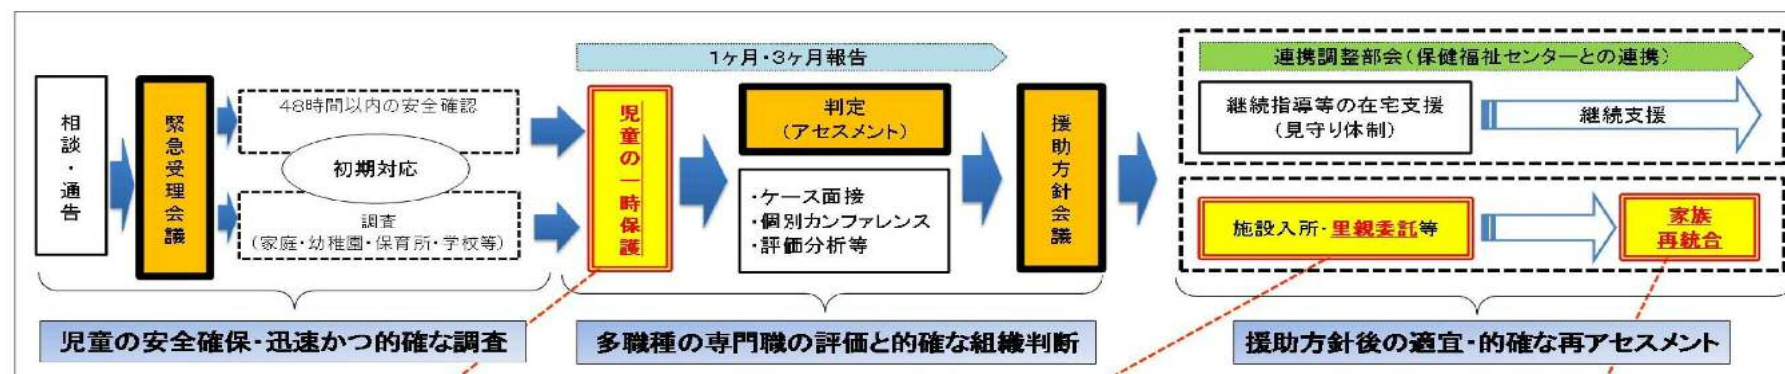 相談・通告
緊急受理会議
48時間以内の安全確認
初期対応
調査
(家庭・幼稚園・保育所・学校等)
児童の安全確保・迅速かつ的確な調査
1ヶ月・3ヶ月報告
児童の一時保護
判定
(アセスメント)
・ケース面接
・個別カンファレンス
・評価分析等
援助方針会議
多職種の専門職の評価と的確な組織判断
連携調整部会(保健福祉センターとの連携)
継続指導等の在宅支援
(見守り体制)
継続支援
施設入所・里親委託等
家族
再統合
援助方針後の適宜・的確な再アセスメント